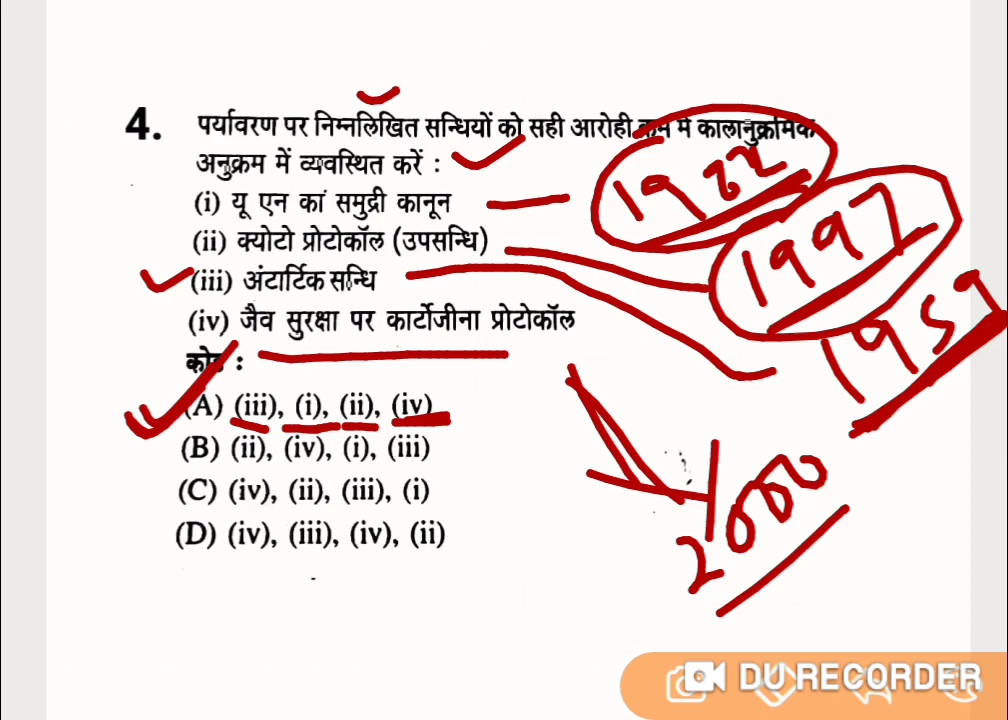 4. पर्यावरण पर निम्नलिखित सन्धियों को सही आरोही क्रम में कालानुक्रमिक
अनुक्रम में व्यवस्थित करें :
(i) यू एन कां समुद्री कानून
(ii) क्योटो प्रोटोकॉल (उपसन्धि)
(iii) अंटार्टिक सन्धि
(iv) जैव सुरक्षा पर कार्टोजीना प्रोटोकॉल
कोड :
(A) (iii), (i), (ii), (iv)
(B) (ii), (iv), (i), (iii)
(C) (iv), (ii), (iii), (i)
(D) (iv), (iii), (iv), (ii)
1997
1959
2000
DU RECORDER